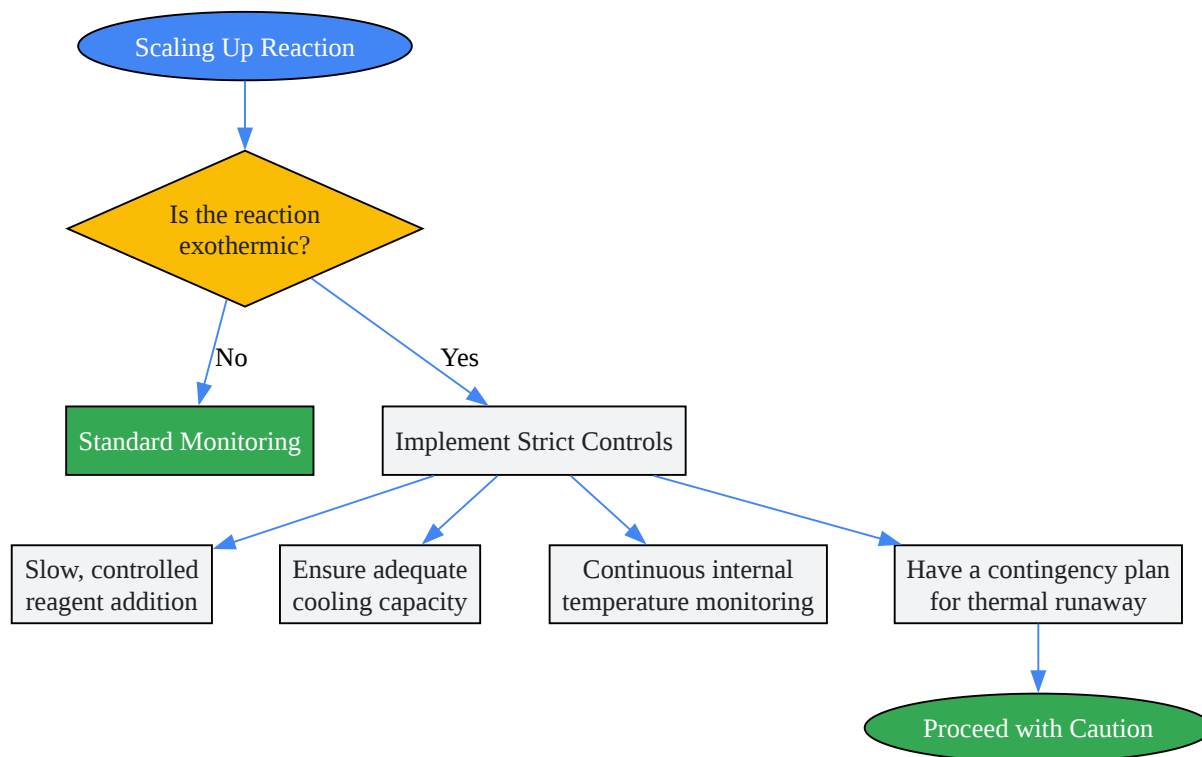 Scaling Up Reaction
Is the reaction
exothermic?
No
Yes
Standard Monitoring
Implement Strict Controls
Slow, controlled
reagent addition
Ensure adequate
cooling capacity
Continuous internal
temperature monitoring
Have a contingency plan
for thermal runaway
Proceed with Caution